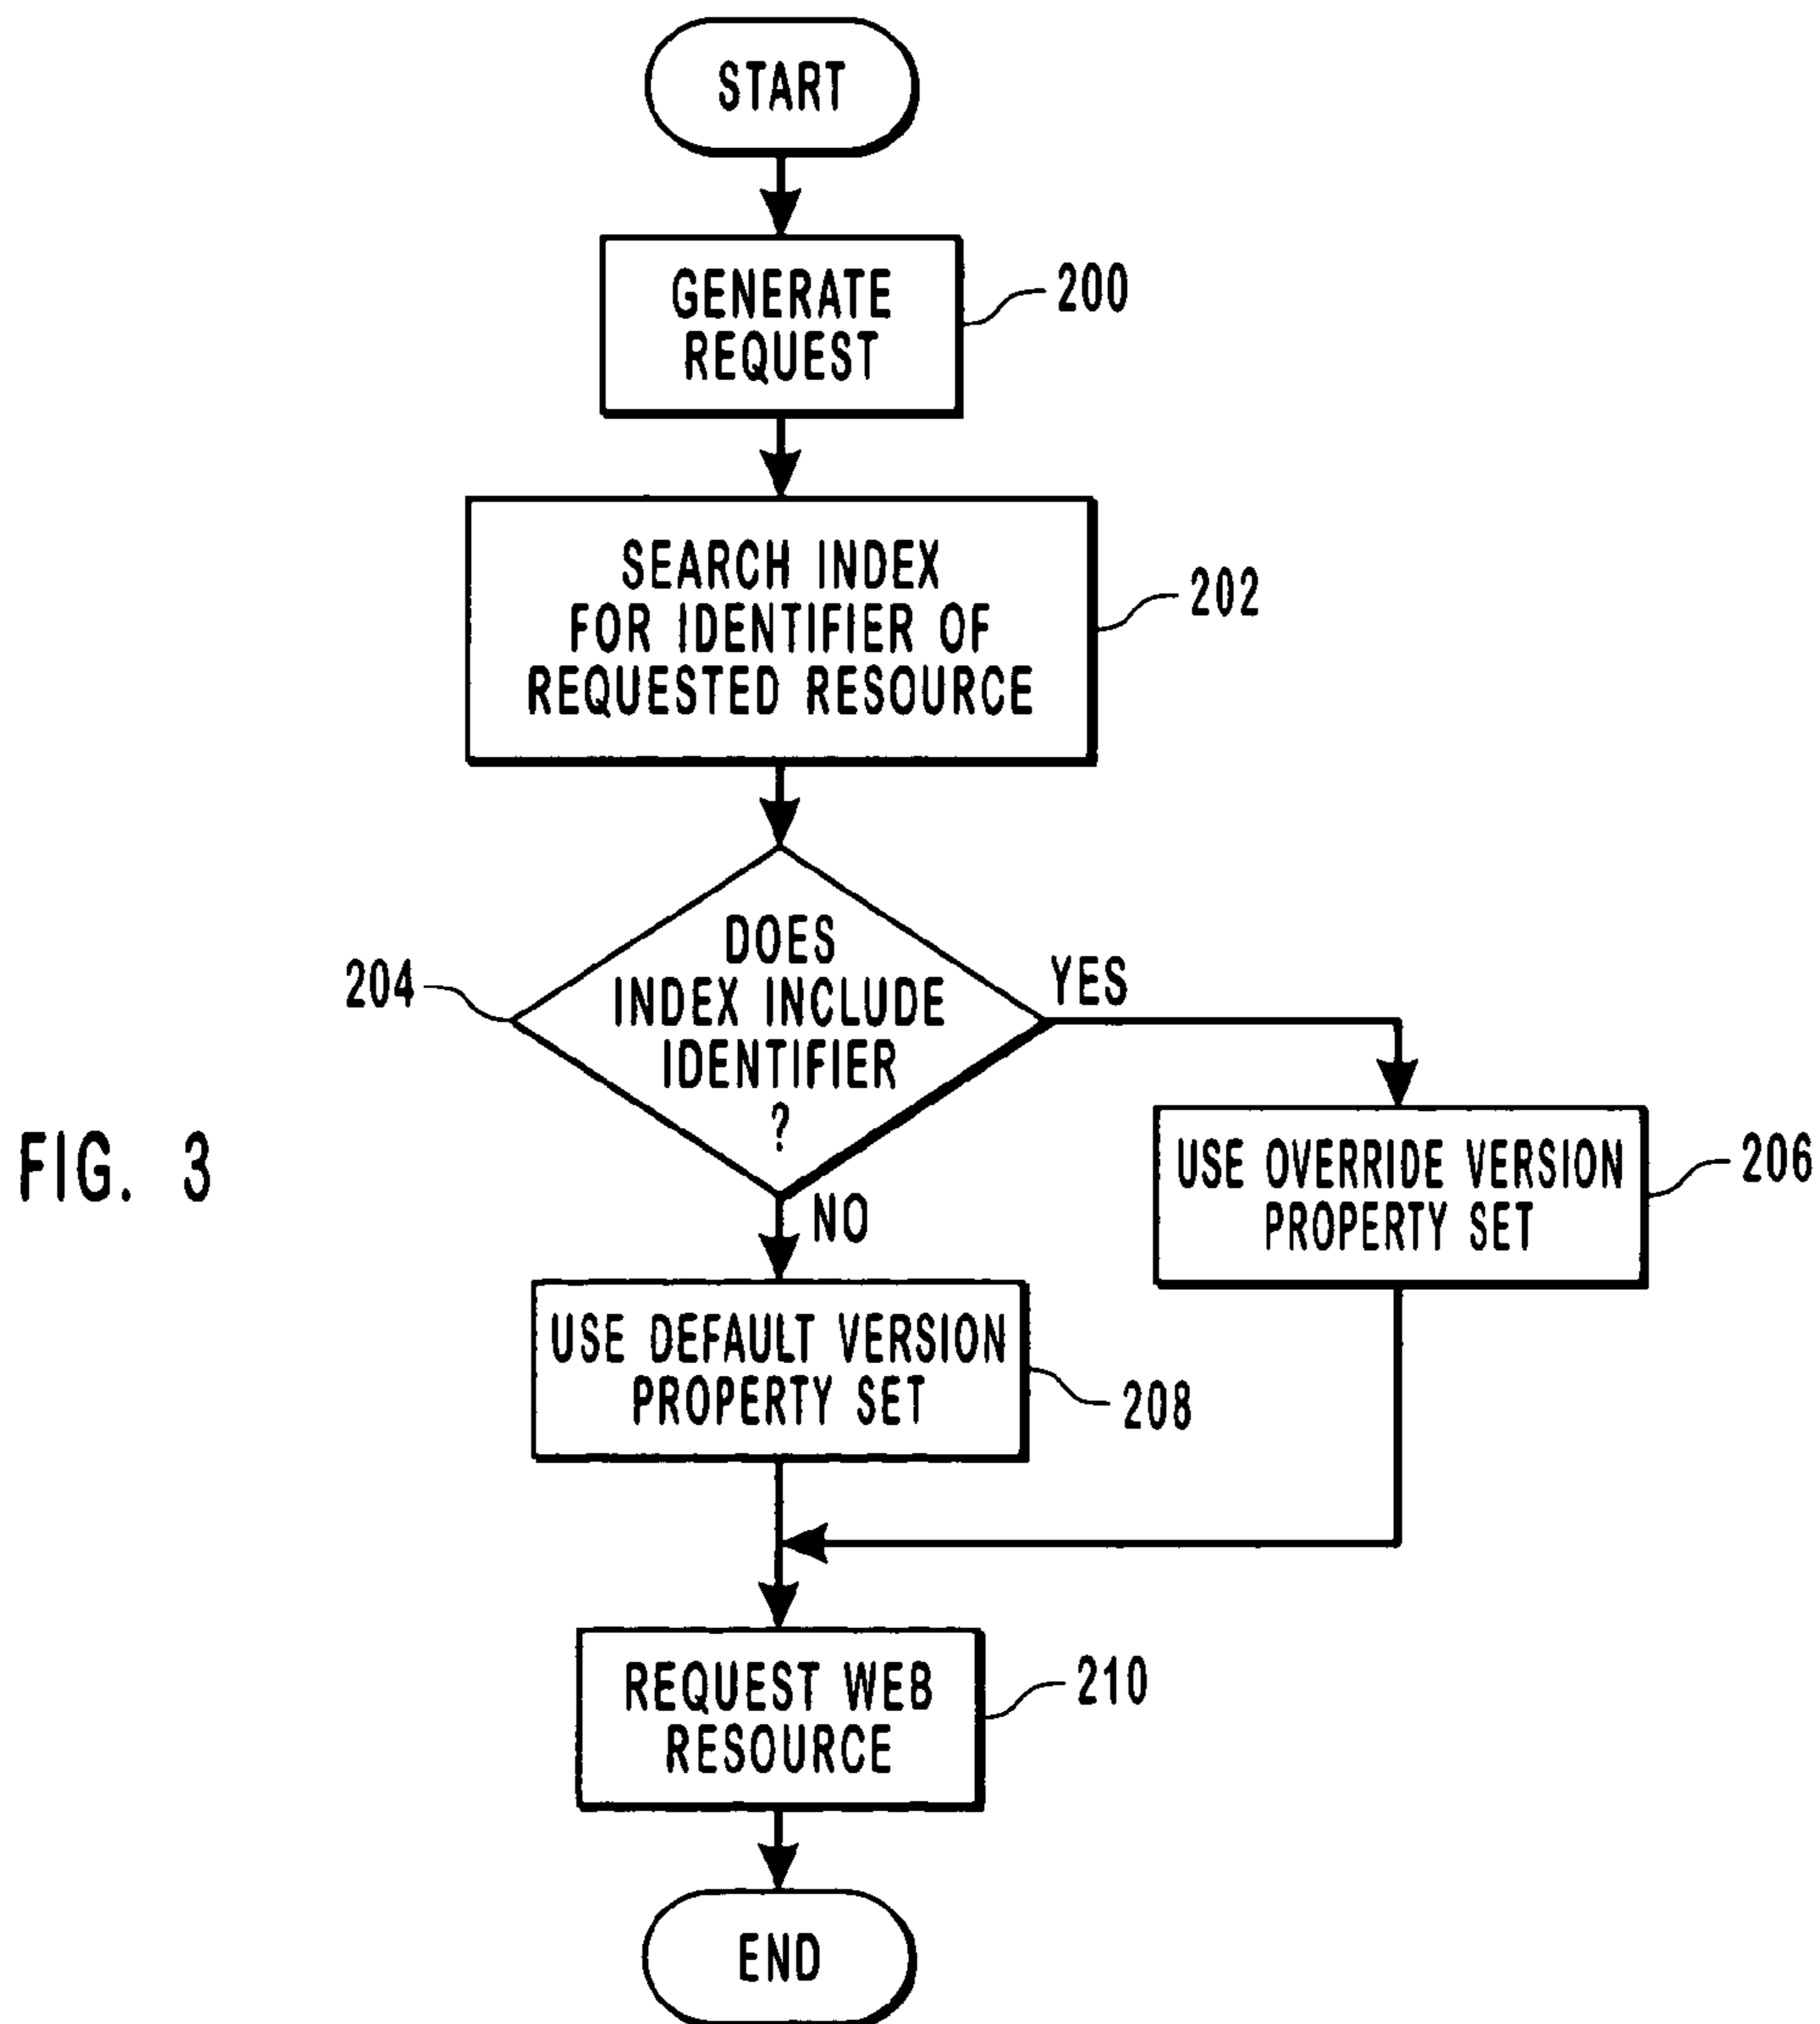 START
GENERATE
REQUEST
200
SEARCH INDEX
FOR IDENTIFIER OF
REQUESTED RESOURCE
202
DOES
INDEX INCLUDE
IDENTIFIER
?
204
YES
NO
USE OVERRIDE VERSION
PROPERTY SET
206
FIG. 3
USE DEFAULT VERSION
PROPERTY SET
208
REQUEST WEB
RESOURCE
210
END